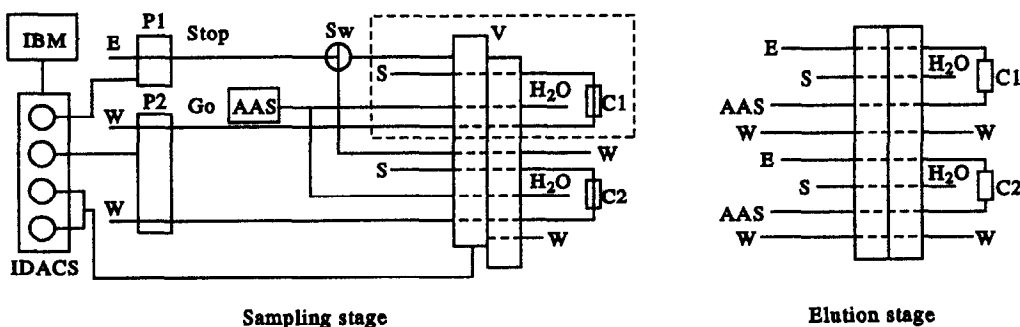 IBM
IDACS
P1
E
Stop
W
P2
Go
AAS
W
Sw
V
S
H2O
C1
W
S
H2O
C2
W
Sampling stage
E
S
H2O
C1
AAS
W
W
E
S
H2O
C2
AAS
W
W
Elution stage